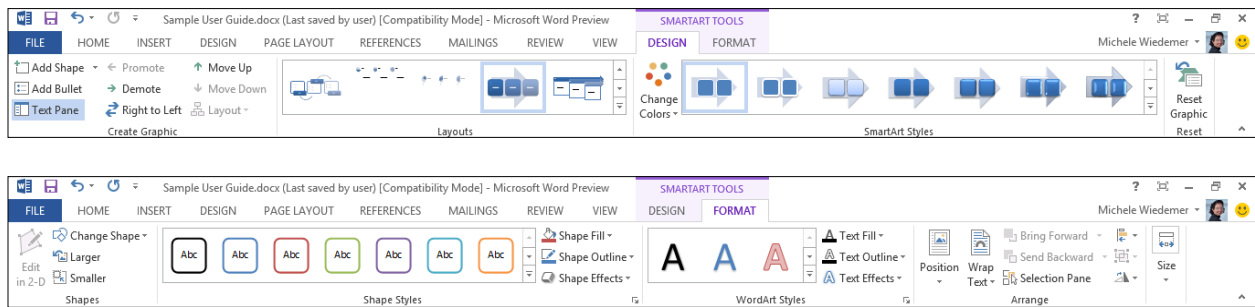 Sample User Guide.docx (Last saved by user) [Compatibility Mode] - Microsoft Word Preview SMARTART TOOLS ?
FILE HOME INSERT DESIGN PAGE LAYOUT REFERENCES MAILINGS REVIEW VIEW DESIGN FORMAT Michele Wiedemer
Add Shape Promote Move Up
Add Bullet Demote Move Down
Text Pane Right to Left Layout
Create Graphic
Layouts
Change
Colors
SmartArt Styles
Reset
Graphic
Reset
Sample User Guide.docx (Last saved by user) [Compatibility Mode] - Microsoft Word Preview SMARTART TOOLS ?
FILE HOME INSERT DESIGN PAGE LAYOUT REFERENCES MAILINGS REVIEW VIEW DESIGN FORMAT Michele Wiedemer
Edit
in 2-D
Change Shape
Larger
Smaller
Shapes
Abc Abc Abc Abc Abc Abc Abc
Shape Fill
Shape Outline
Shape Effects
Shape Styles
A A A
Text Fill
Text Outline
Text Effects
WordArt Styles
Position
Wrap
Text
Bring Forward
Send Backward
Selection Pane
Arrange
Size